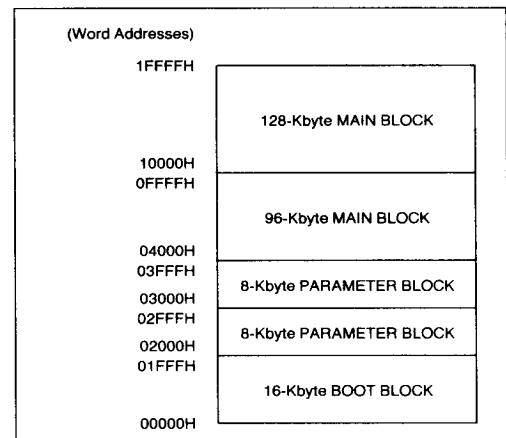 (Word Addresses)
1FFFFH
128-Kbyte MAIN BLOCK
10000H
0FFFFH
96-Kbyte MAIN BLOCK
04000H
03FFFH
8-Kbyte PARAMETER BLOCK
03000H
02FFFH
8-Kbyte PARAMETER BLOCK
02000H
01FFFH
16-Kbyte BOOT BLOCK
00000H